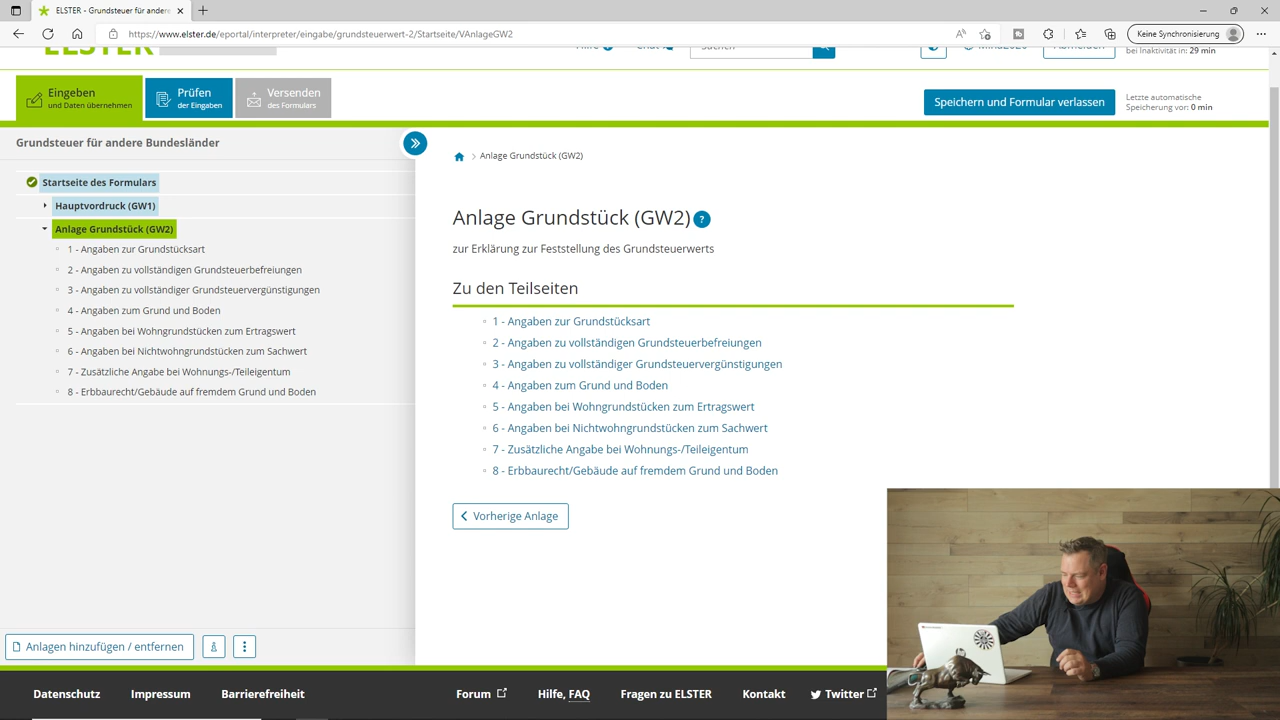 ELSTER - Grundsteuer für andere
https://www.elster.de/eportal/interpreter/eingabe/grundsteuerwert-2/Startseite/VAnlageGW2
Keine Synchronisierung
bei Inaktivität in: 29 min
Eingeben
und Daten übernehmen
Prüfen
der Eingaben
Versenden
des Formulars
Speichern und Formular verlassen
Letzte automatische
Speicherung vor: 0 min
Grundsteuer für andere Bundesländer
Startseite des Formulars
Hauptvordruck (GW1)
Anlage Grundstück (GW2)
1 - Angaben zur Grundstücksart
2 - Angaben zu vollständigen Grundsteuerbefreiungen
3 - Angaben zu vollständiger Grundsteuervergünstigungen
4 - Angaben zum Grund und Boden
5 - Angaben bei Wohngrundstücken zum Ertragswert
6 - Angaben bei Nichtwohngrundstücken zum Sachwert
7 - Zusätzliche Angabe bei Wohnungs-/Teileigentum
8 - Erbbaurecht/Gebäude auf fremdem Grund und Boden
Anlagen hinzufügen / entfernen
Anlage Grundstück (GW2)
Anlage Grundstück (GW2) ?
zur Erklärung zur Feststellung des Grundsteuerwerts
Zu den Teilseiten
1 - Angaben zur Grundstücksart
2 - Angaben zu vollständigen Grundsteuerbefreiungen
3 - Angaben zu vollständiger Grundsteuervergünstigungen
4 - Angaben zum Grund und Boden
5 - Angaben bei Wohngrundstücken zum Ertragswert
6 - Angaben bei Nichtwohngrundstücken zum Sachwert
7 - Zusätzliche Angabe bei Wohnungs-/Teileigentum
8 - Erbbaurecht/Gebäude auf fremdem Grund und Boden
Vorherige Anlage
Datenschutz
Impressum
Barrierefreiheit
Forum
Hilfe, FAQ
Fragen zu ELSTER
Kontakt
Twitter